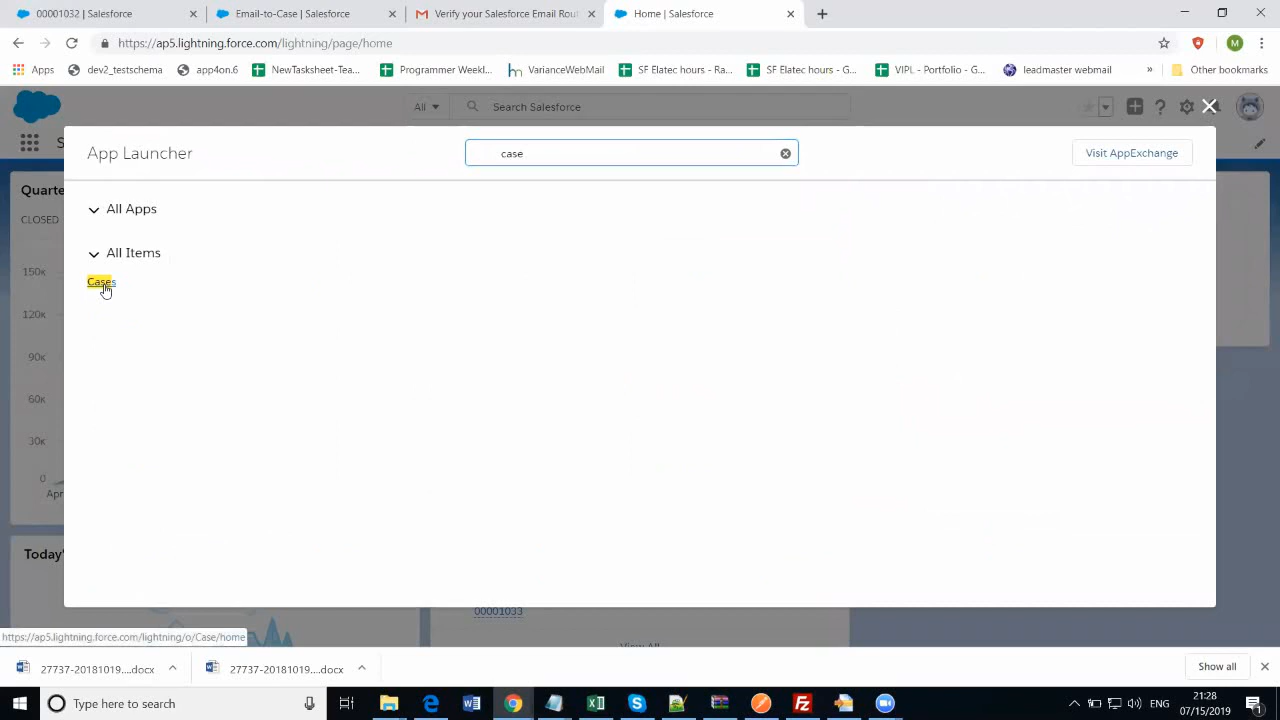 00001032 | Salesforce
Email-to-Case | Salesforce
Verify your Salesforce Email Rout
Home | Salesforce
https://ap5.lightning.force.com/lightning/page/home
M
Apps
dev2_testschema
app4on.6
NewTasksheet-Tea...
Programmer Weekl...
VarianceWebMail
SF Elatec hours - Ra...
SF Elatec hours - G...
VIPL - Portfolio - G...
leadmaster webmail
»
Other bookmarks
All
Search Salesforce
App Launcher
case
Visit AppExchange
Quarte
CLOSED
All Apps
All Items
Cases
150K
120K
90K
60K
30K
0
Apr
Today'
00001033
View All
https://ap5.lightning.force.com/lightning/o/Case/home
27737-20181019....docx
27737-20181019....docx
Show all
Type here to search
ENG
21:28
07/15/2019